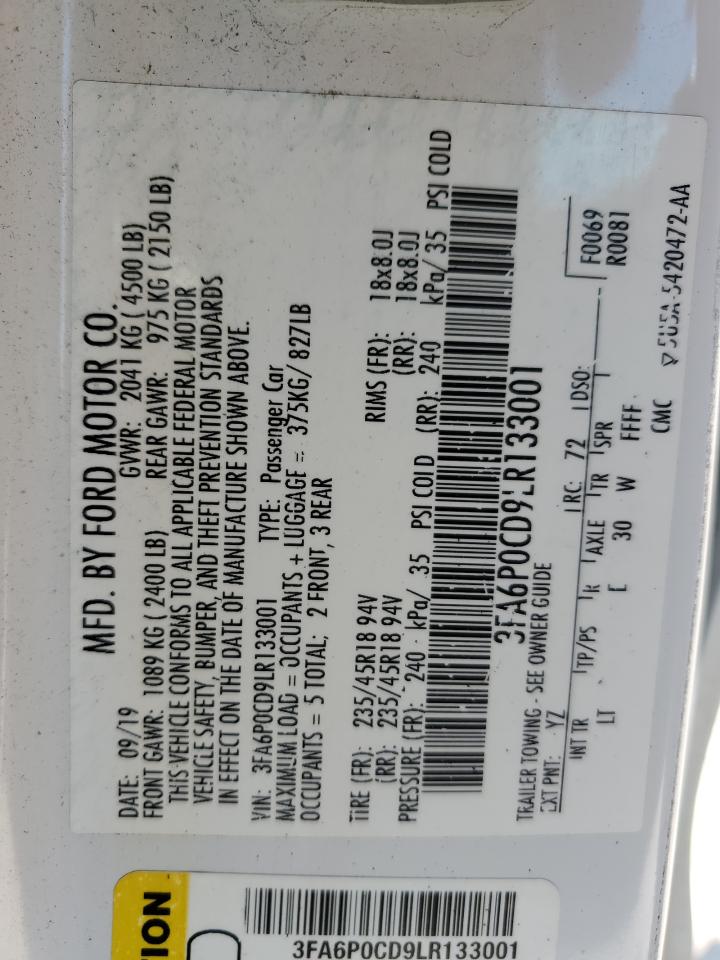 MFD. BY FORD MOTOR CO.
DATE: 09/19 GVWR: 2041 KG ( 4500 LB)
FRONT GAWR: 1089 KG ( 2400 LB) REAR GAWR: 975 KG ( 2150 LB)
THIS VEHICLE CONFORMS TO ALL APPLICABLE FEDERAL MOTOR
VEHICLE SAFETY, BUMPER, AND THEFT PREVENTION STANDARDS
IN EFFECT ON THE DATE OF MANUFACTURE SHOWN ABOVE.
VIN: 3FA6P0CD9LR133001 TYPE: Passenger Car
MAXIMUM LOAD = OCCUPANTS + LUGGAGE = 375KG/ 827LB
OCCUPANTS = 5 TOTAL; 2 FRONT, 3 REAR
TIRE (FR): 235/45R18 94V RIMS (FR): 18x8.0J
(RR): 235/45R18 94V (RR): 18x8.0J
PRESSURE (FR): 240 kPa/ 35 PSI COLD (RR): 240 kPa/ 35 PSI COLD
3FA6P0CD9LR133001
TRAILER TOWING - SEE OWNER GUIDE
EXT PNT: YZ RC: 72 DSO: F0069
R0081
INT TR TP/PS R AXLE TR SPR
LT 30 W FFFF
CMC 5U5A-5420472-AA
TION
3FA6P0CD9LR133001